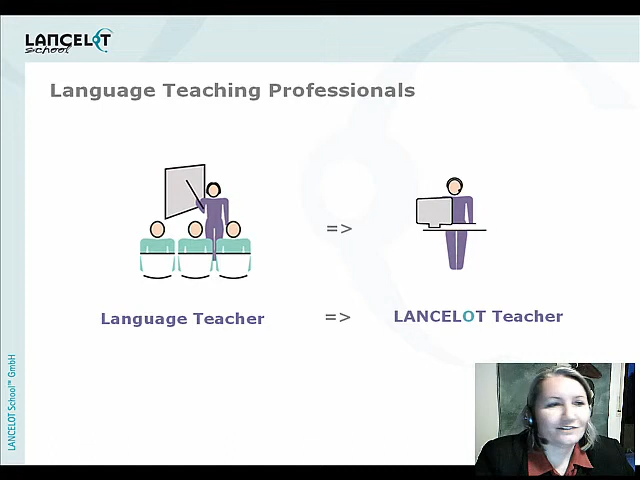 LANCELOT
school
Language Teaching Professionals
=>
Language Teacher
=>
LANCELOT Teacher
LANCELOT School™ GmbH